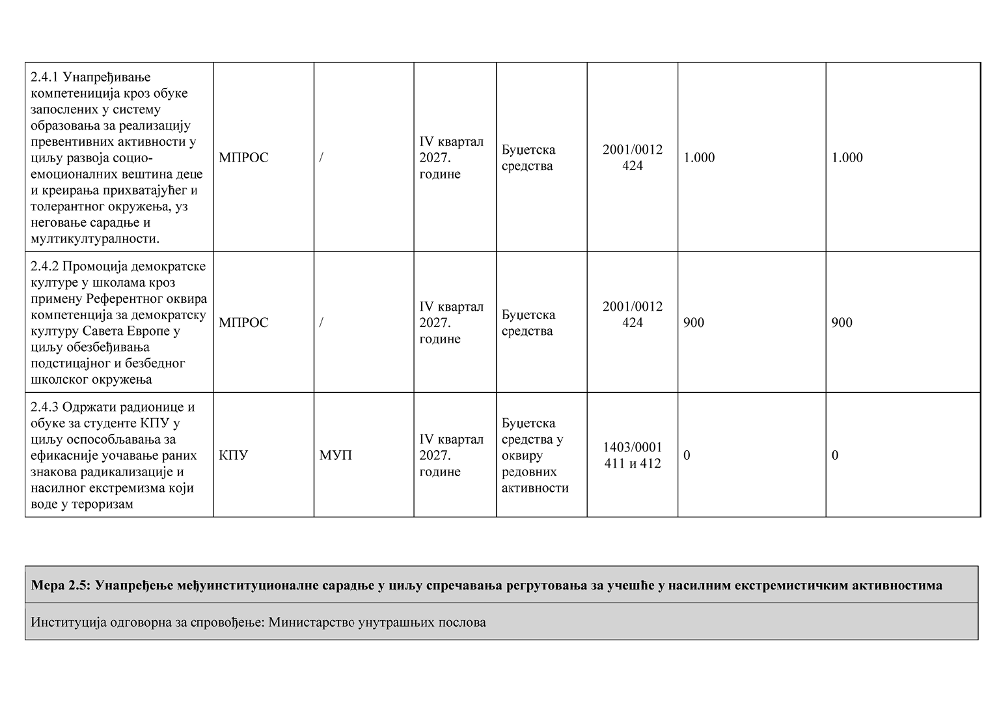 2.4.1 Унапређивање
компетениција кроз обуке
запослених у систему
образовања за реализацију
превентивних активности у
циљу развоја социо-
емоционалних вештина деце
и креирања прихватајућег и
толерантног окружења, уз
неговање сарадње и
мултикултуралности.
МПРОС
/
IV квартал
2027.
године
Буџетска
средства
2001/0012
424
1.000
1.000
2.4.2 Промоција демократске
културе у школама кроз
примену Референтног оквира
компетенција за демократску
културу Савета Европе у
циљу обезбеђивања
подстицајног и безбедног
школског окружења
МПРОС
/
IV квартал
2027.
године
Буџетска
средства
2001/0012
424
900
900
2.4.3 Одржати радионице и
обуке за студенте КПУ у
циљу оспособљавања за
ефикасније уочавање раних
знакова радикализације и
насилног екстремизма који
воде у тероризам
КПУ
МУП
IV квартал
2027.
године
Буџетска
средства у
оквиру
редовних
активности
1403/0001
411 и 412
0
0
Мера 2.5: Унапређење међуинституционалне сарадње у циљу спречавања регрутовања за учешће у насилним екстремистичким активностима
Институција одговорна за спровођење: Министарство унутрашњих послова